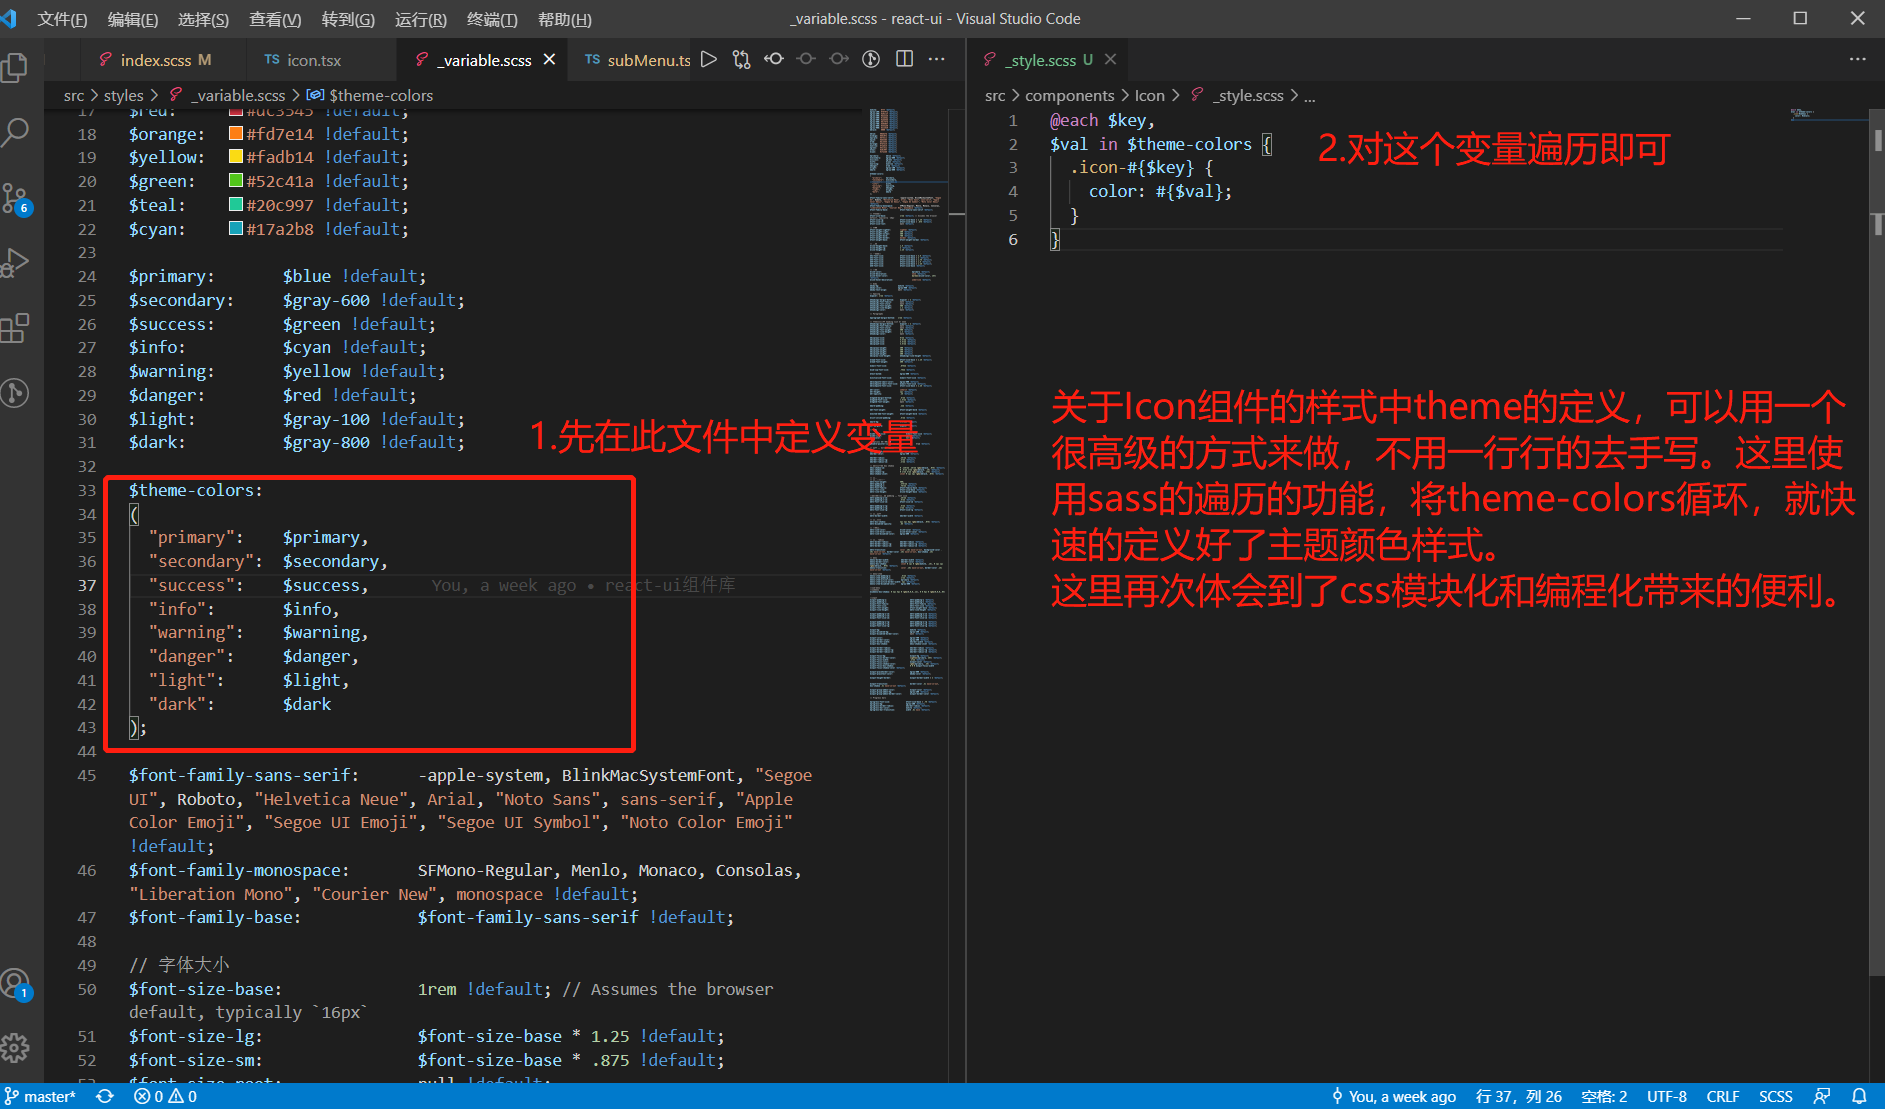 文件(F) 编辑(E) 选择(S) 查看(V) 转到(G) 运行(R) 终端(T) 帮助(H)
_variable.scss - react-ui - Visual Studio Code
index.scss M
TS icon.tsx
_variable.scss
TS subMenu.ts
src > styles > _variable.scss > $theme-colors
17 $red: #dc3545 !default;
18 $orange: #fd7e14 !default;
19 $yellow: #fadb14 !default;
20 $green: #52c41a !default;
21 $teal: #20c997 !default;
22 $cyan: #17a2b8 !default;
23
24 $primary: $blue !default;
25 $secondary: $gray-600 !default;
26 $success: $green !default;
27 $info: $cyan !default;
28 $warning: $yellow !default;
29 $danger: $red !default;
30 $light: $gray-100 !default;
31 $dark: $gray-800 !default;
1.先在此文件中定义变量
32
33 $theme-colors:
34 (
35 "primary": $primary,
36 "secondary": $secondary,
37 "success": $success, You, a week ago • react-ui组件库
38 "info": $info,
39 "warning": $warning,
40 "danger": $danger,
41 "light": $light,
42 "dark": $dark
43 );
44
45 $font-family-sans-serif: -apple-system, BlinkMacSystemFont, "Segoe
UI", Roboto, "Helvetica Neue", Arial, "Noto Sans", sans-serif, "Apple
Color Emoji", "Segoe UI Emoji", "Segoe UI Symbol", "Noto Color Emoji"
!default;
46 $font-family-monospace: SFMono-Regular, Menlo, Monaco, Consolas,
"Liberation Mono", "Courier New", monospace !default;
47 $font-family-base: $font-family-sans-serif !default;
48
49 // 字体大小
50 $font-size-base: 1rem !default; // Assumes the browser
default, typically `16px`
51 $font-size-lg: $font-size-base * 1.25 !default;
52 $font-size-sm: $font-size-base * .875 !default;
53 $font-size-root: null !default;
_style.scss U
src > components > Icon > _style.scss > ...
1 @each $key,
2 $val in $theme-colors {
3 .icon-#{$key} {
4 color: #{$val};
5 }
6 }
2.对这个变量遍历即可
关于Icon组件的样式中theme的定义，可以用一个
很高级的方式来做，不用一行行的去手写。这里使
用sass的遍历的功能，将theme-colors循环，就快
速的定义好了主题颜色样式。
这里再次体会到了css模块化和编程化带来的便利。
6
1
master* 0 0
You, a week ago 行 37，列 26 空格: 2 UTF-8 CRLF SCSS